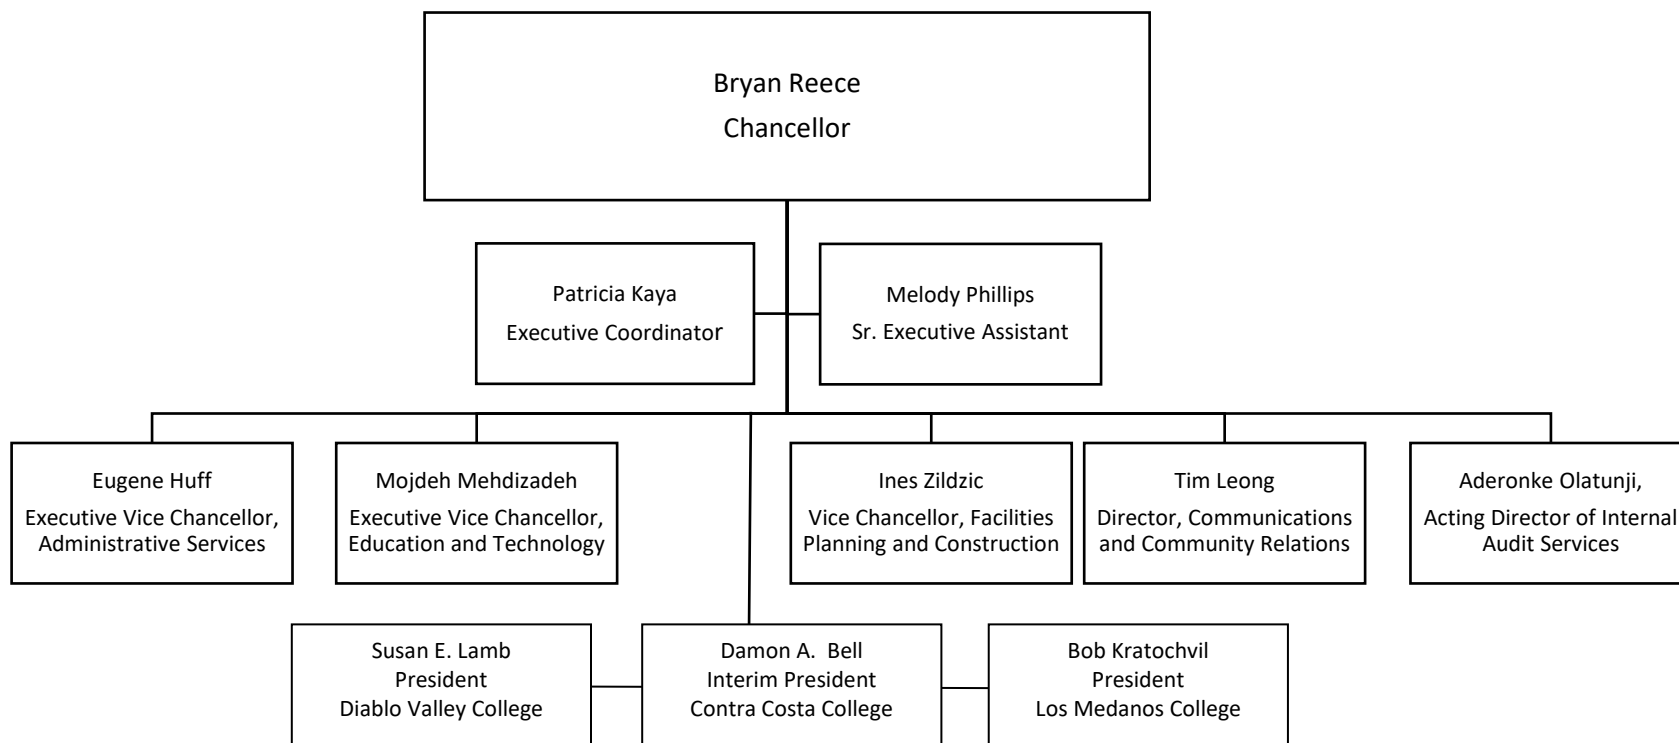 Bryan Reece
Chancellor
Patricia Kaya
Executive Coordinator
Melody Phillips
Sr. Executive Assistant
Eugene Huff
Executive Vice Chancellor,
Administrative Services
Mojdeh Mehdizadeh
Executive Vice Chancellor,
Education and Technology
Ines Zildzic
Vice Chancellor, Facilities
Planning and Construction
Tim Leong
Director, Communications
and Community Relations
Aderonke Olatunji,
Acting Director of Internal
Audit Services
Susan E. Lamb
President
Diablo Valley College
Damon A. Bell
Interim President
Contra Costa College
Bob Kratochvil
President
Los Medanos College